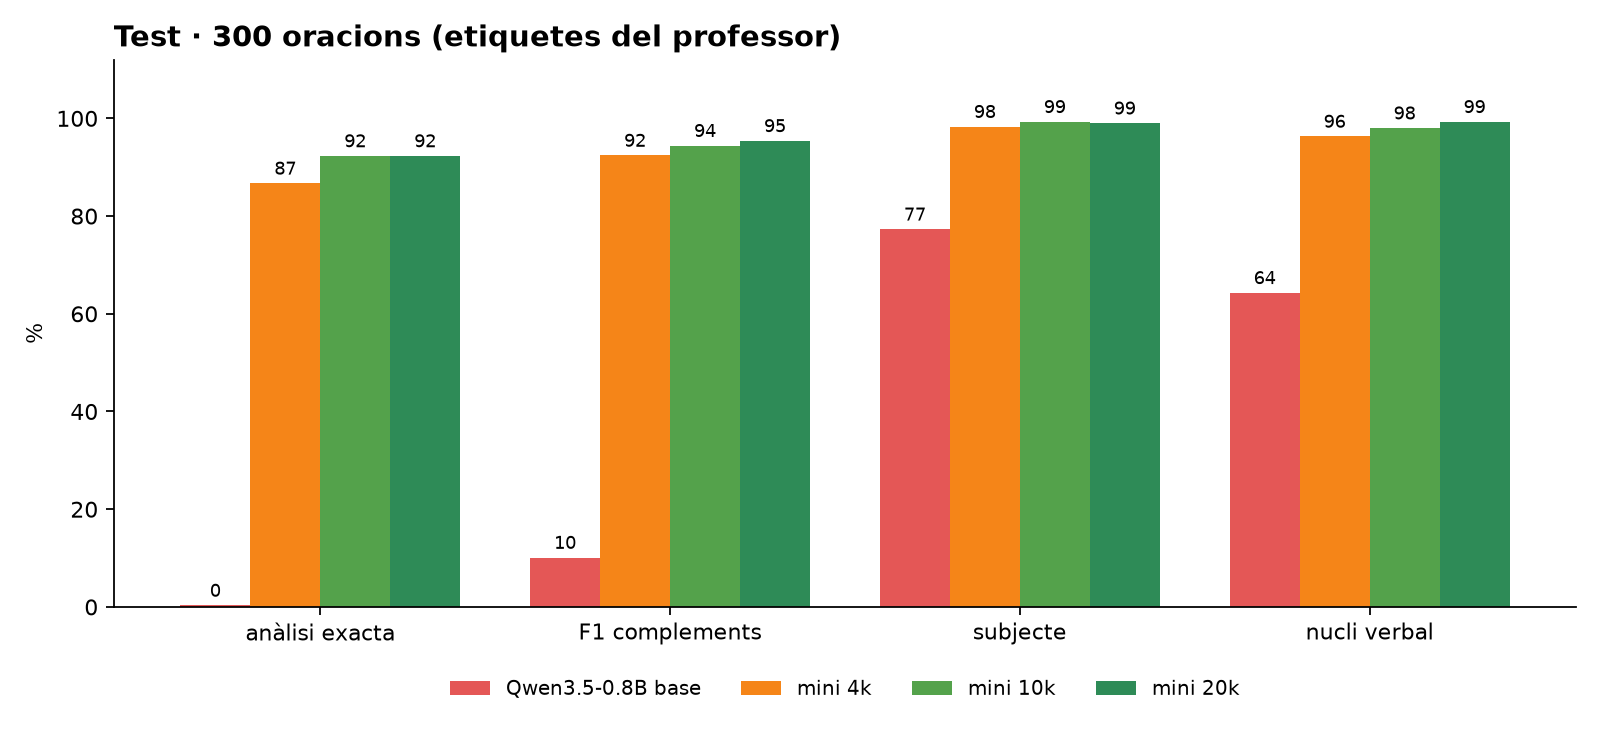 Test · 300 oracions (etiquetes del professor)
%
100
80
60
40
20
0
0 87 92 92
10 92 94 95
77 98 99 99
64 96 98 99
anàlisi exacta F1 complements subjecte nucli verbal
Qwen3.5-0.8B base mini 4k mini 10k mini 20k